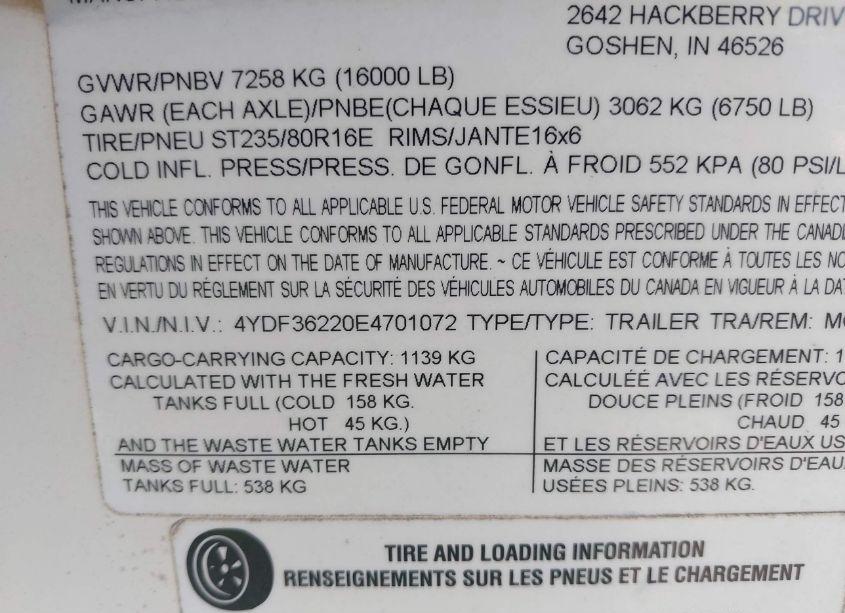 2642 HACKBERRY DRIV
GOSHEN, IN 46526
GVWR/PNBV 7258 KG (16000 LB)
GAWR (EACH AXLE)/PNBE(CHAQUE ESSIEU) 3062 KG (6750 LB)
TIRE/PNEU ST235/80R16E RIMS/JANTE16x6
COLD INFL. PRESS/PRESS. DE GONFL. À FROID 552 KPA (80 PSI/L
THIS VEHICLE CONFORMS TO ALL APPLICABLE U.S. FEDERAL MOTOR VEHICLE SAFETY STANDARDS IN EFFECT
SHOWN ABOVE. THIS VEHICLE CONFORMS TO ALL APPLICABLE STANDARDS PRESCRIBED UNDER THE CANADI
REGULATIONS IN EFFECT ON THE DATE OF MANUFACTURE. ~ CE VÉHICULE EST CONFORME À TOUTES LES NO
EN VERTU DU RÉGLEMENT SUR LA SÉCURITÉ DES VÉHICULES AUTOMOBILES DU CANADA EN VIGUEUR À LA DA
V.I.N./N.I.V.: 4YDF36220E4701072 TYPE/TYPE: TRAILER TRA/REM: MO
CARGO-CARRYING CAPACITY: 1139 KG
CALCULATED WITH THE FRESH WATER
TANKS FULL (COLD 158 KG.
HOT 45 KG.)
AND THE WASTE WATER TANKS EMPTY
MASS OF WASTE WATER
TANKS FULL: 538 KG
CAPACITÉ DE CHARGEMENT: 1
CALCULÉÉ AVEC LES RÉSERVO
DOUCE PLEINS (FROID 158
CHAUD 45
ET LES RÉSERVOIRS D'EAUX US
MASSE DES RÉSERVOIRS D'EAU
USÉES PLEINS: 538 KG.
TIRE AND LOADING INFORMATION
RENSEIGNEMENTS SUR LES PNEUS ET LE CHARGEMENT